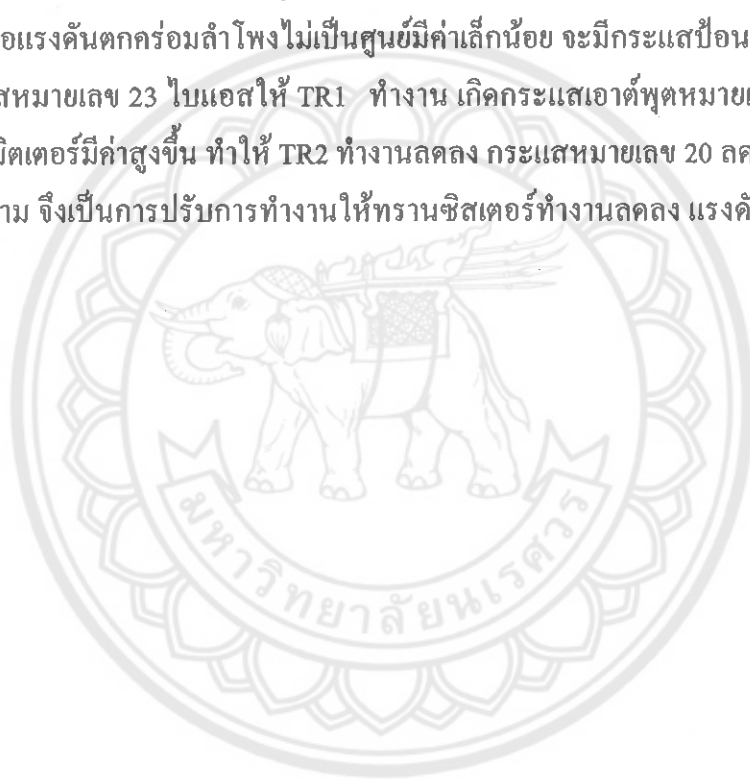 อแรงดันตกคร่อมลำโพงไม่เป็นศูนย์มีค่าเล็กน้อย จะมีกระแสป้อน
สหมายเลข 23 ไบแอสให้ TR1 ทำงาน เกิดกระแสเอาต์พุตหมายเ
มิตเตอร์มีค่าสูงขึ้น ทำให้ TR2 ทำงานลดลง กระแสหมายเลข 20 ลด
าม จึงเป็นการปรับการทำงานให้ทรานซิสเตอร์ทำงานลดลง แรงดั
มหาวิทยาลัยนเรศวร